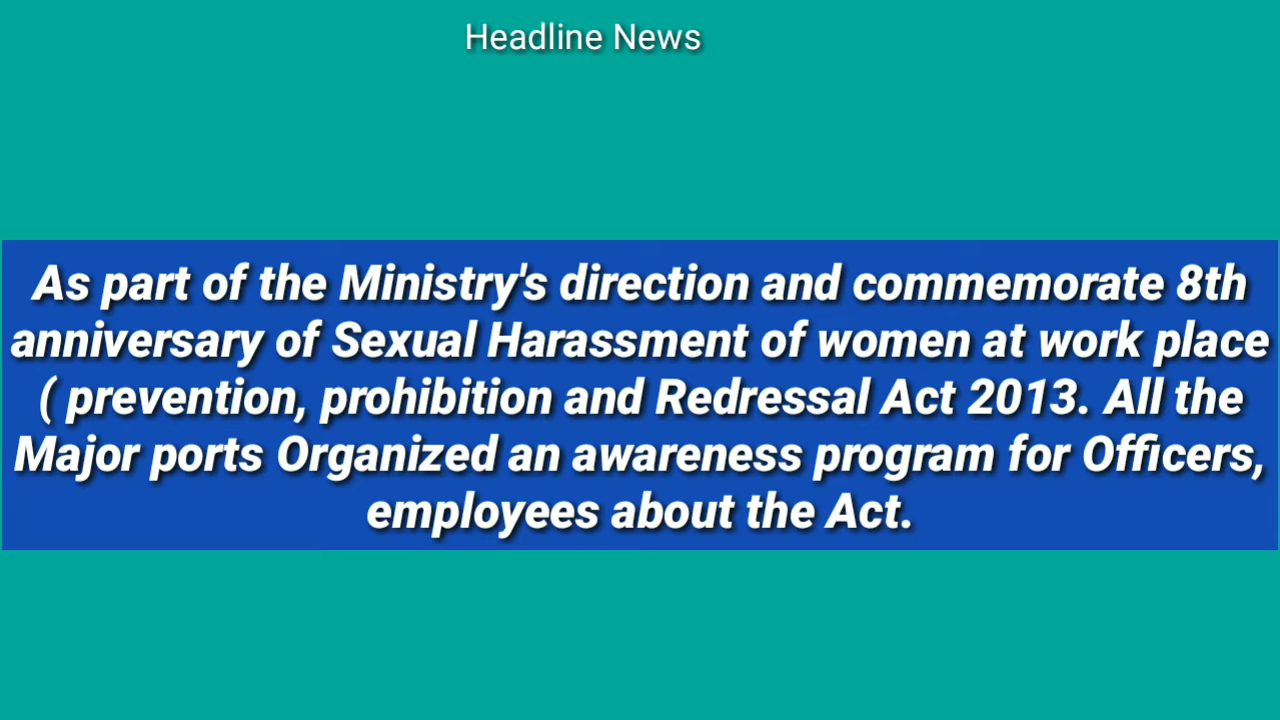 Headline News
As part of the Ministry's direction and commemorate 8th
anniversary of Sexual Harassment of women at work place
( prevention, prohibition and Redressal Act 2013. All the
Major ports Organized an awareness program for Officers,
employees about the Act.